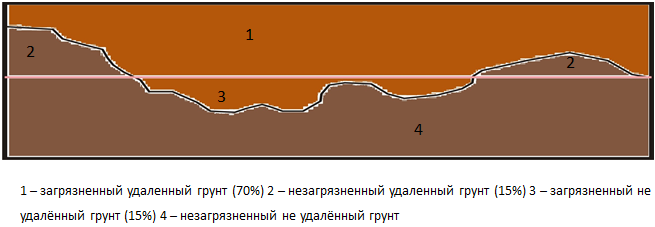 1
2
2
3
4
1 – загрязненный удаленный грунт (70%) 2 – незагрязненный удаленный грунт (15%) 3 – загрязненный не
удалённый грунт (15%) 4 – незагрязненный не удалённый грунт